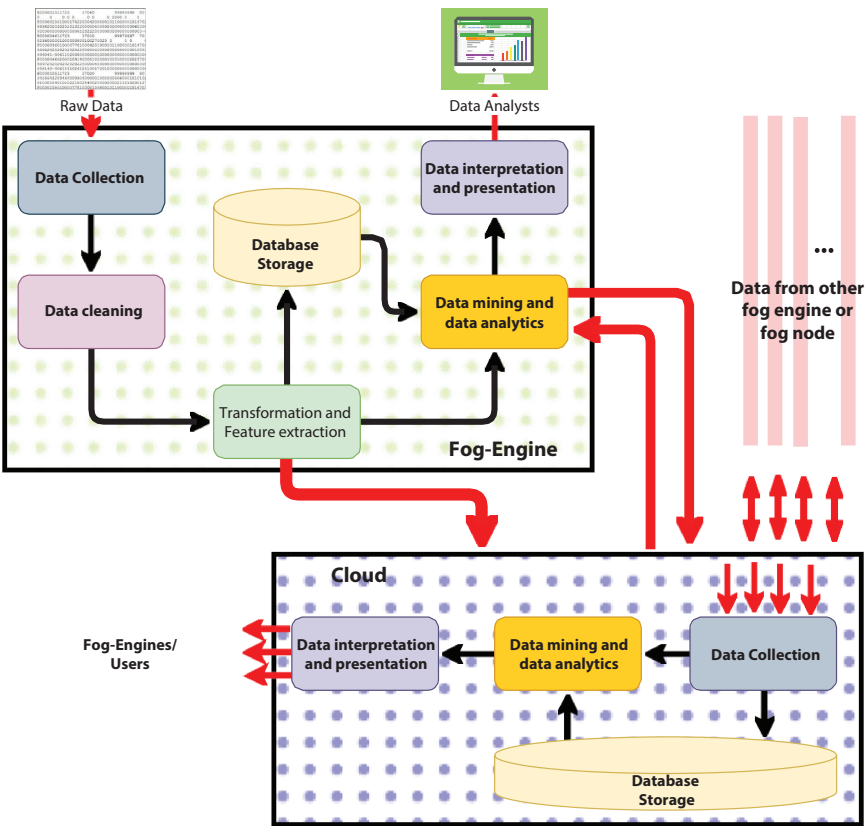 Raw Data
Data Analysts
Data Collection
Data interpretation
and presentation
Database
Storage
Data cleaning
Data mining and
data analytics
Transformation and
Feature extraction
Fog-Engine
...
Data from other
fog engine or
fog node
Cloud
Fog-Engines/
Users
Data interpretation
and presentation
Data mining and
data analytics
Data Collection
Database
Storage